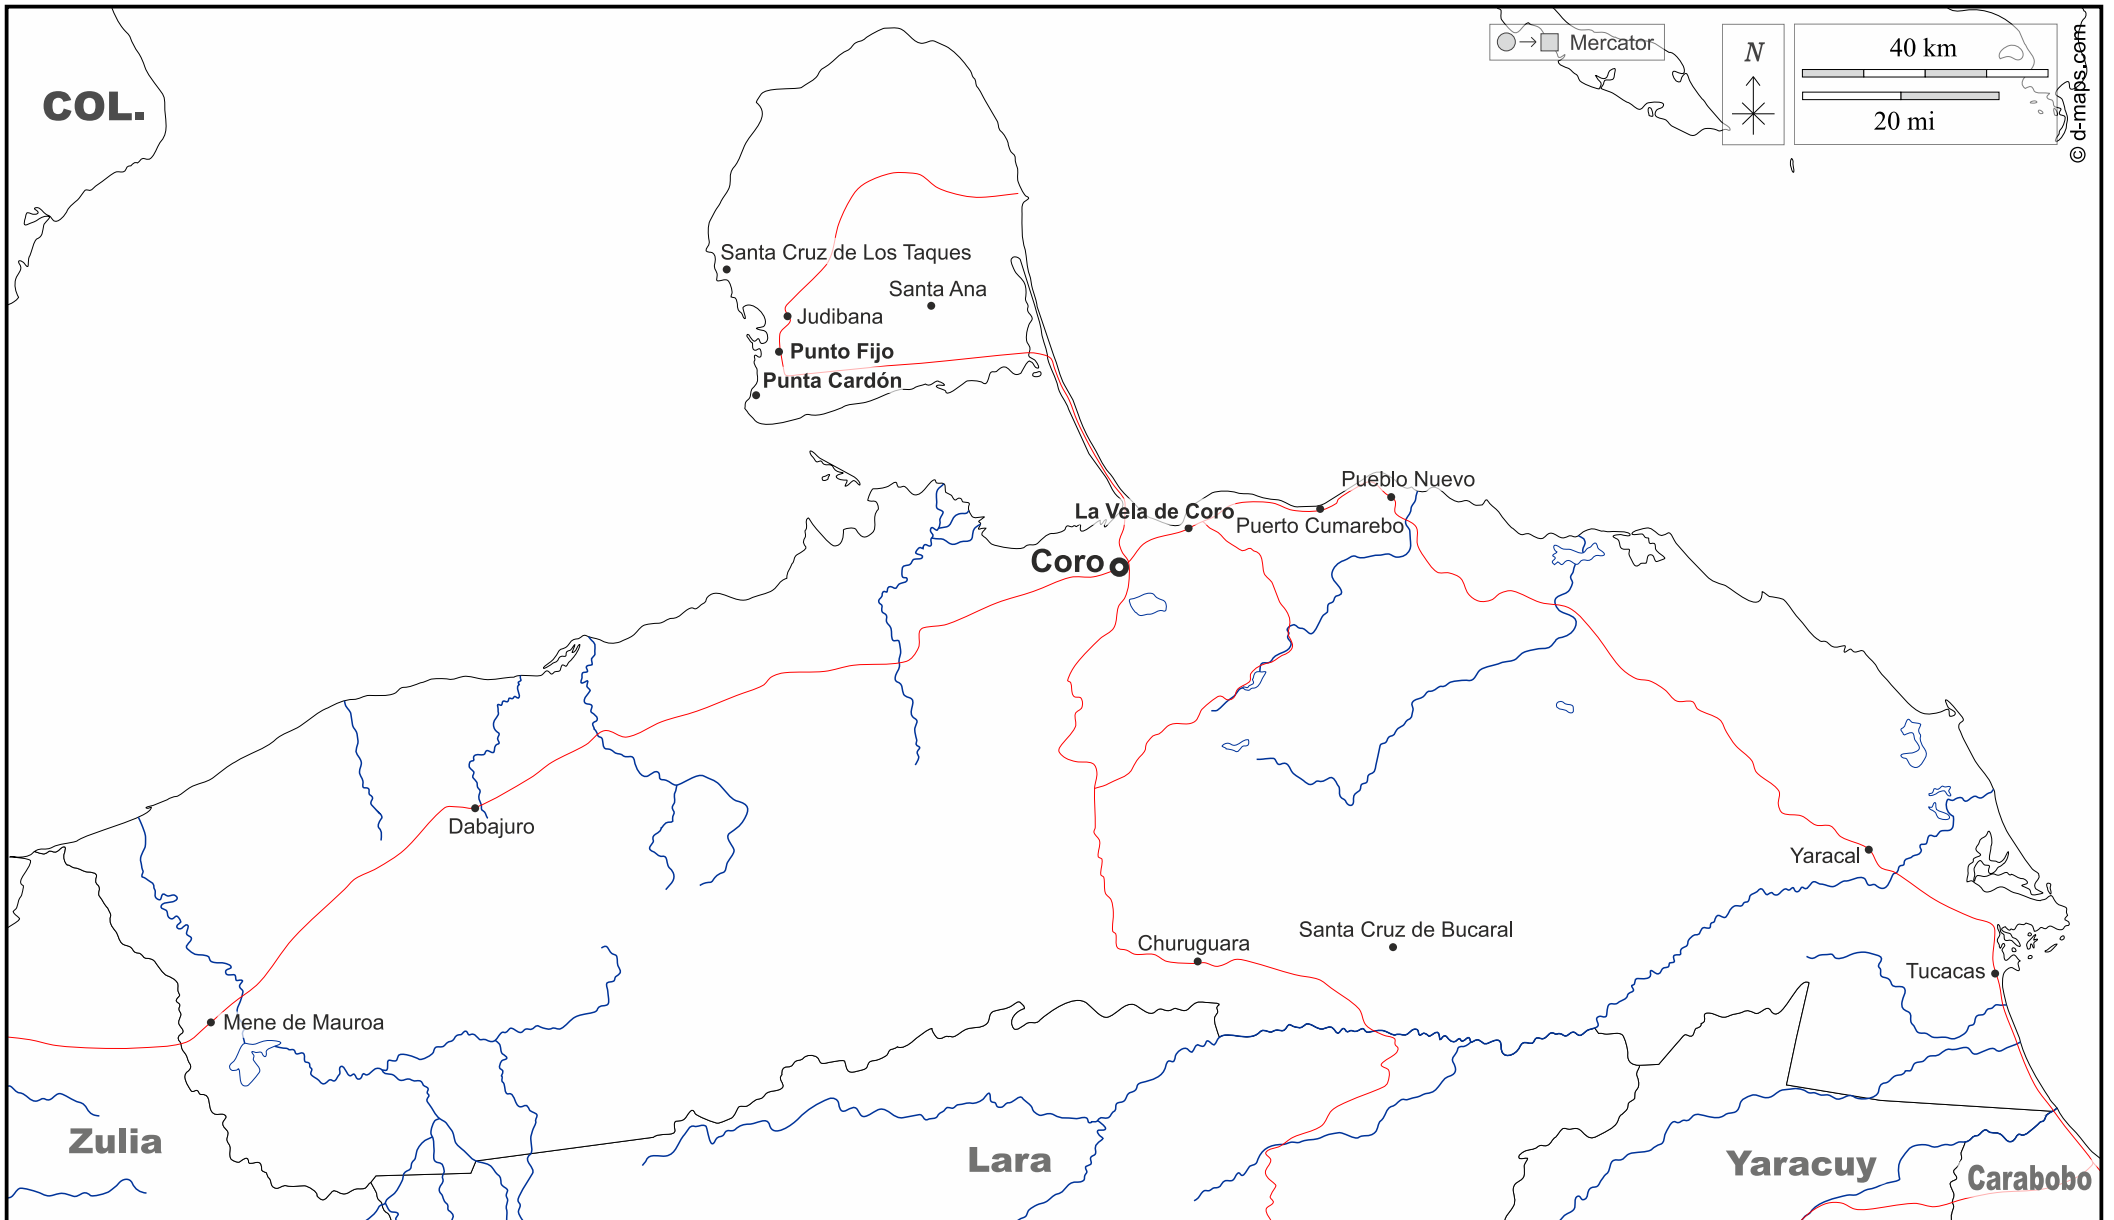 COL.
Mercator
N
40 km
20 mi
© d-maps.com
Santa Cruz de Los Taques
Santa Ana
Judibana
Punto Fijo
Punta Cardón
Pueblo Nuevo
La Vela de Coro
Puerto Cumarebo
Coro
Dabajuro
Yaracal
Santa Cruz de Bucaral
Churuguara
Tucacas
Mene de Mauroa
Zulia
Lara
Yaracuy
Carabobo